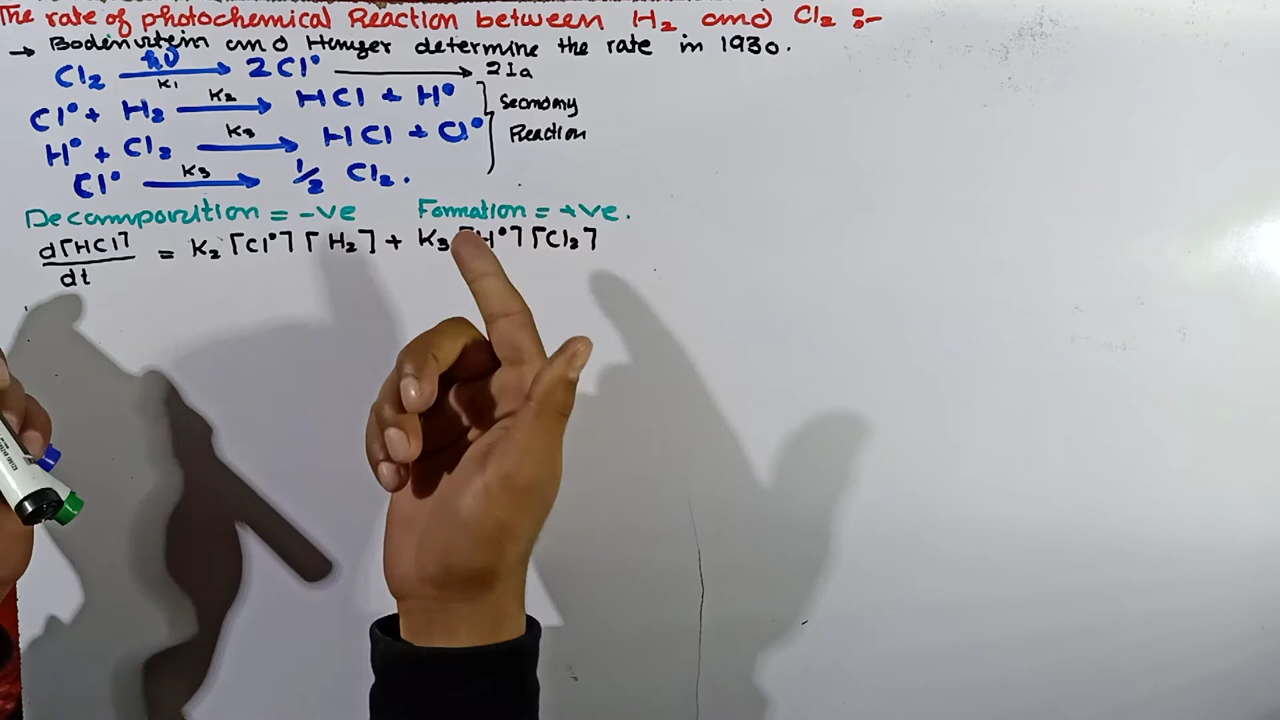 The rate of photochemical Reaction between H₂ and Cl₂ :-
→ Bodenstein and Hunger determine the rate in 1930.
Cl₂ —hν/K₁→ 2Cl° ⟶ 2Ia
Cl° + H₂ —K₂→ HCl + H°
H° + Cl₂ —K₃→ HCl + Cl°
Secondary Reaction
Cl° —K₃→ 1/2 Cl₂.
Decomposition = -ve Formation = +ve.
d[HCl]/dt = K₂ [Cl°] [H₂] + K₃ [H°] [Cl₂]